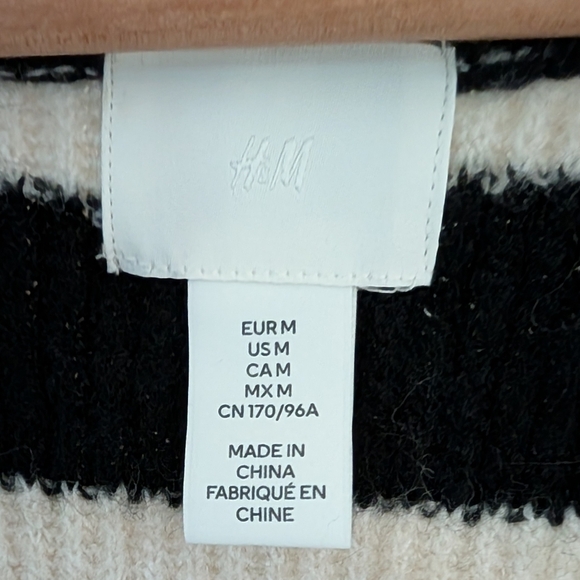 H&M
EUR M
US M
CA M
MX M
CN 170/96A
MADE IN
CHINA
FABRIQUÉ EN
CHINE